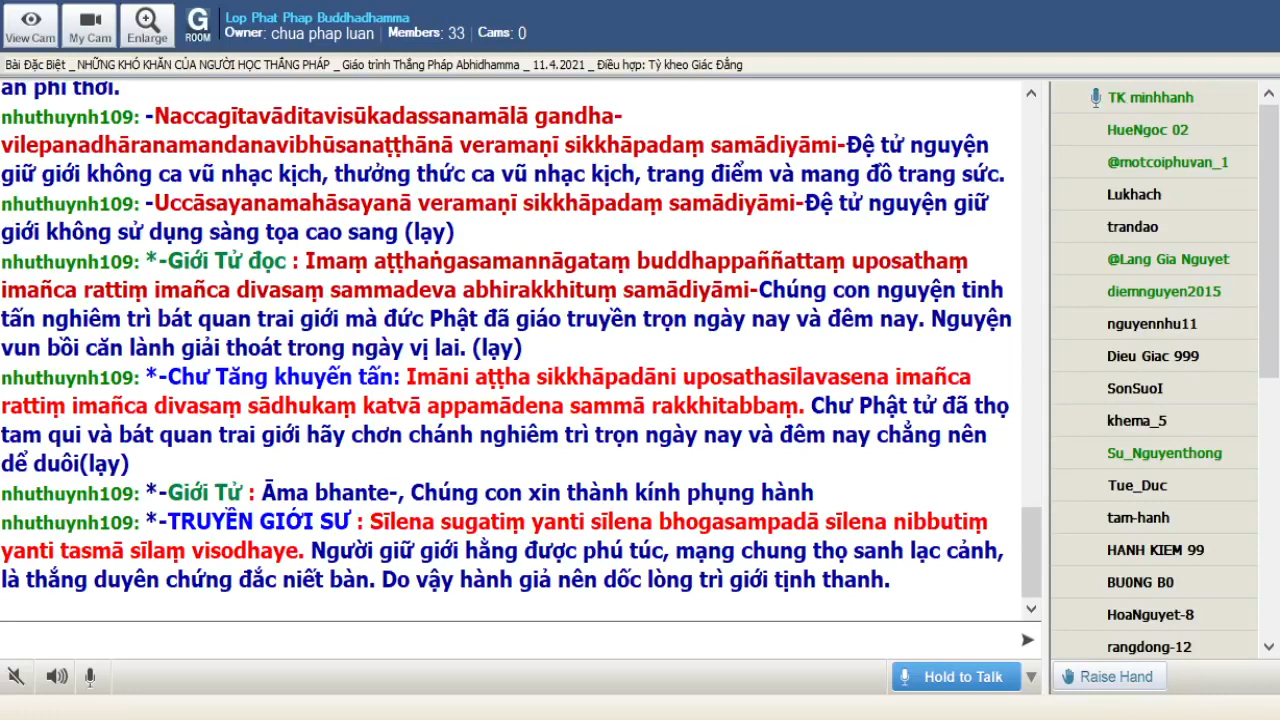 View Cam
My Cam
Enlarge
G
ROOM
Lop Phat Phap Buddhadhamma
Owner: chua phap luan Members: 33 Cams: 0
Bài Đặc Biệt _ NHỮNG KHÓ KHĂN CỦA NGƯỜI HỌC THẮNG PHÁP _ Giáo trình Thắng Pháp Abhidhamma _ 11.4.2021 _ Điều hợp: Tỳ kheo Giác Đẳng
ăn phi thời.
nhuthuynh109: -Naccagītavāditavisūkadassanamālā gandha-
vilepanadhāranamandanavibhūsanaṭṭhānā veramaṇī sikkhāpadaṃ samādiyāmi-Đệ tử nguyện
giữ giới không ca vũ nhạc kịch, thưởng thức ca vũ nhạc kịch, trang điểm và mang đồ trang sức.
nhuthuynh109: -Uccāsayanamahāsayanā veramaṇī sikkhāpadaṃ samādiyāmi-Đệ tử nguyện giữ
giới không sử dụng sàng tọa cao sang (lạy)
nhuthuynh109: *-Giới Tử đọc : Imaṃ aṭṭhaṅgasamannāgataṃ buddhappaññattaṃ uposathaṃ
imañca rattiṃ imañca divasaṃ sammadeva abhirakkhituṃ samādiyāmi-Chúng con nguyện tinh
tấn nghiêm trì bát quan trai giới mà đức Phật đã giáo truyền trọn ngày nay và đêm nay. Nguyện
vun bồi căn lành giải thoát trong ngày vị lai. (lạy)
nhuthuynh109: *-Chư Tăng khuyến tấn: Imāni aṭṭha sikkhāpadāni uposathasīlavasena imañca
rattiṃ imañca divasaṃ sādhukaṃ katvā appamādena sammā rakkhitabbaṃ. Chư Phật tử đã thọ
tam qui và bát quan trai giới hãy chơn chánh nghiêm trì trọn ngày nay và đêm nay chẳng nên
dể duôi(lạy)
nhuthuynh109: *-Giới Tử : Āma bhante-, Chúng con xin thành kính phụng hành
nhuthuynh109: *-TRUYỀN GIỚI SƯ : Sīlena sugatiṃ yanti sīlena bhogasampadā sīlena nibbutiṃ
yanti tasmā sīlaṃ visodhaye. Người giữ giới hằng được phú túc, mạng chung thọ sanh lạc cảnh,
là thắng duyên chứng đắc niết bàn. Do vậy hành giả nên dốc lòng trì giới tịnh thanh.
TK minhhanh
HueNgoc 02
@motcoiphuvan_1
Lukhach
trandao
@Lang Gia Nguyet
diemnguyen2015
nguyennhu11
Dieu Giac 999
SonSuoI
khema_5
Su_Nguyenthong
Tue_Duc
tam-hanh
HANH KIEM 99
BU0NG B0
HoaNguyet-8
rangdong-12
Hold to Talk
Raise Hand